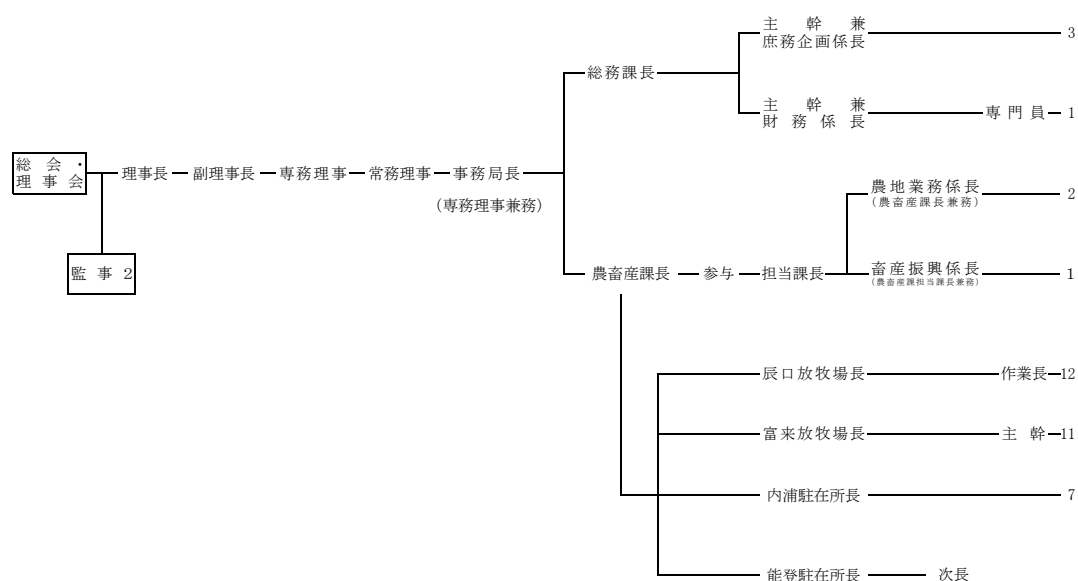 主幹兼
庶務企画係長
3
総務課長
主幹兼
財務係長
専門員
1
総会・
理事会
理事長
副理事長
専務理事
常務理事
事務局長
(専務理事兼務)
監事2
農地業務係長
(農畜産課長兼務)
2
農畜産課長
参与
担当課長
畜産振興係長
(農畜産課担当課長兼務)
1
辰口放牧場長
作業長
12
富来放牧場長
主幹
11
内浦駐在所長
7
能登駐在所長
次長